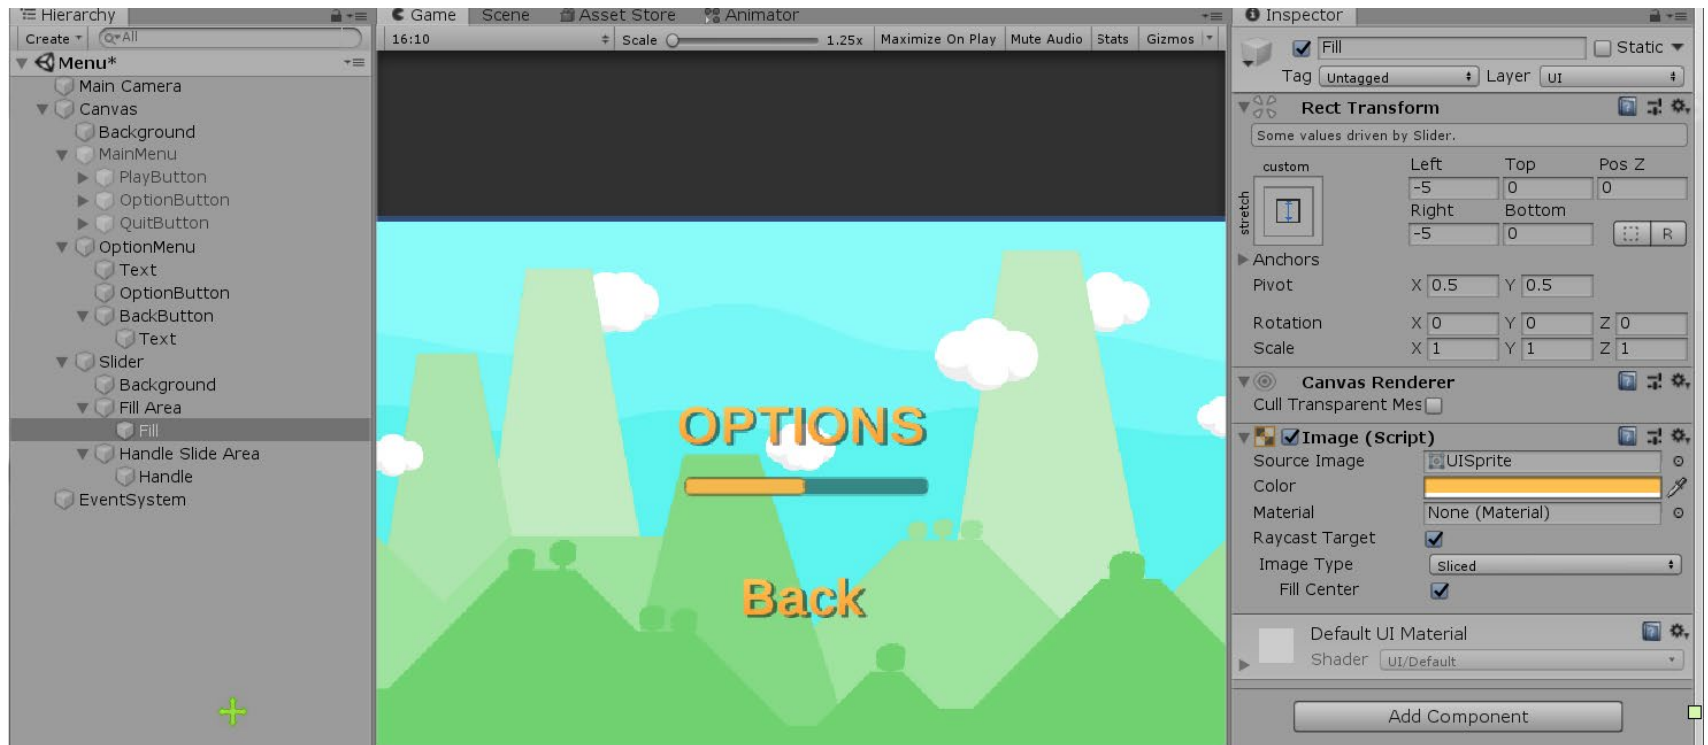 Hierarchy
Create
All
Menu*
Main Camera
Canvas
Background
MainMenu
PlayButton
OptionButton
QuitButton
OptionMenu
Text
OptionButton
BackButton
Text
Slider
Background
Fill Area
Fill
Handle Slide Area
Handle
EventSystem
Game Scene Asset Store Animator
16:10 Scale 1.25x Maximize On Play Mute Audio Stats Gizmos
OPTIONS
Back
Inspector
Fill Static
Tag Untagged Layer UI
Rect Transform
Some values driven by Slider.
custom Left Top Pos Z
stretch -5 0 0
Right Bottom
-5 0 R
Anchors
Pivot X 0.5 Y 0.5
Rotation X 0 Y 0 Z 0
Scale X 1 Y 1 Z 1
Canvas Renderer
Cull Transparent Mes
Image (Script)
Source Image UISprite
Color
Material None (Material)
Raycast Target
Image Type Sliced
Fill Center
Default UI Material
Shader UI/Default
Add Component